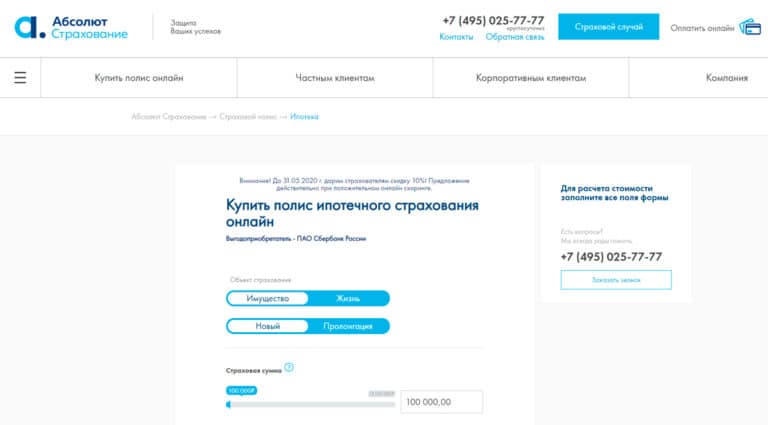 Абсолют
Страхование
Защита
Ваших успехов
+7 (495) 025-77-77
круглосуточно
Контакты Обратная связь
Страховой случай
Оплатить онлайн
Купить полис онлайн
Частным клиентам
Корпоративным клиентам
Компания
Абсолют Страхование → Страховой полис → Ипотека
Внимание! До 31.05.2020 г. дарим страхователям скидку 10%! Предложение
действительно при положительном онлайн скоринге.
Купить полис ипотечного страхования
онлайн
Выгодоприобретатель - ПАО Сбербанк России
Объект страхования
Имущество Жизнь
Новый Пролонгация
Страховая сумма ?
100 000₽
100 000,00
Для расчета стоимости
заполните все поля формы
Есть вопросы?
Мы всегда рады помочь
+7 (495) 025-77-77
Заказать звонок